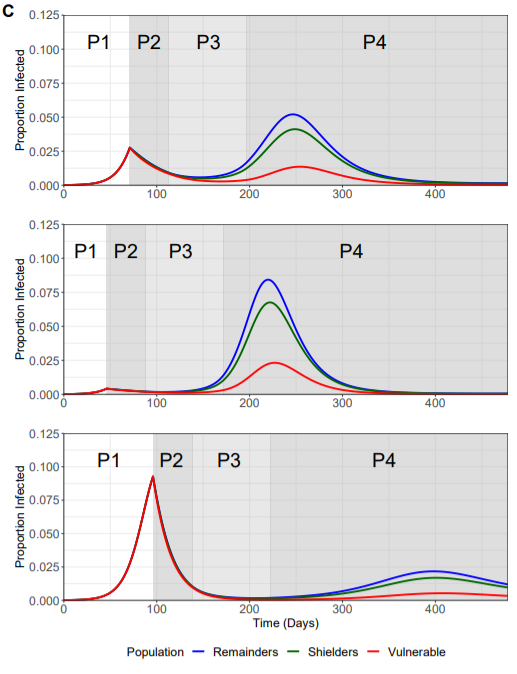 C
0.125
0.100
0.075
0.050
0.025
0.000
Proportion Infected
P1 P2 P3 P4
0 100 200 300 400
0.125
0.100
0.075
0.050
0.025
0.000
Proportion Infected
P1 P2 P3 P4
0 100 200 300 400
0.125
0.100
0.075
0.050
0.025
0.000
Proportion Infected
P1 P2 P3 P4
0 100 200 300 400
Time (Days)
Population Remainders Shielders Vulnerable